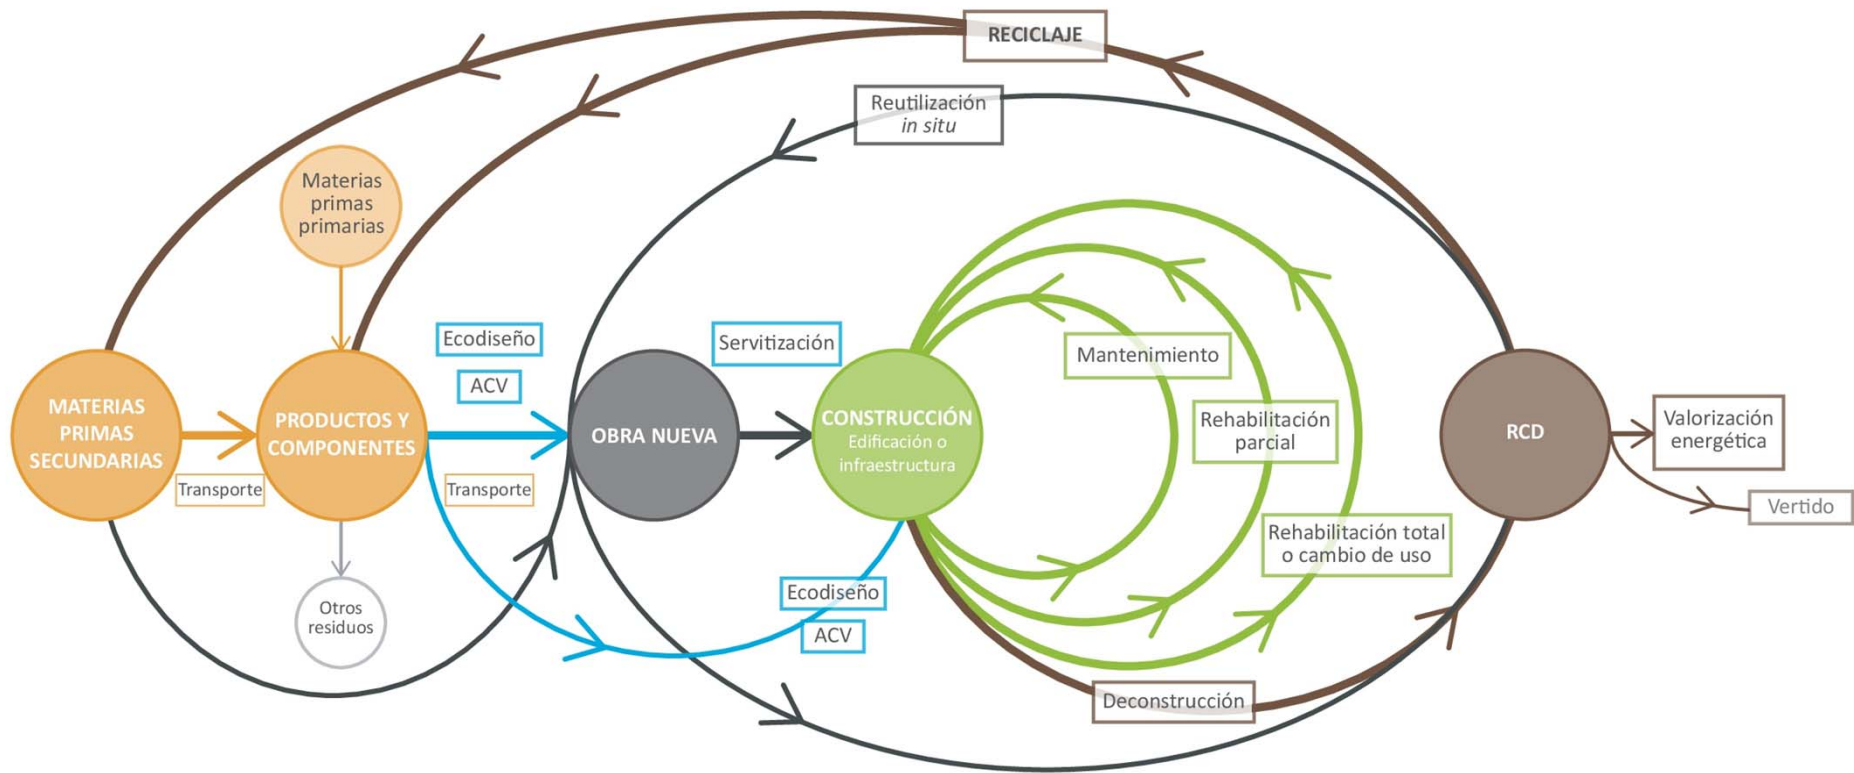 RECICLAJE
Reutilización
in situ
Materias
primas
primarias
Ecodiseño
ACV
Servitización
Mantenimiento
MATERIAS
PRIMAS
SECUNDARIAS
PRODUCTOS Y
COMPONENTES
OBRA NUEVA
CONSTRUCCIÓN
Edificación o
infraestructura
Rehabilitación
parcial
RCD
Valorización
energética
Transporte
Transporte
Vertido
Rehabilitación total
o cambio de uso
Otros
residuos
Ecodiseño
ACV
Deconstrucción